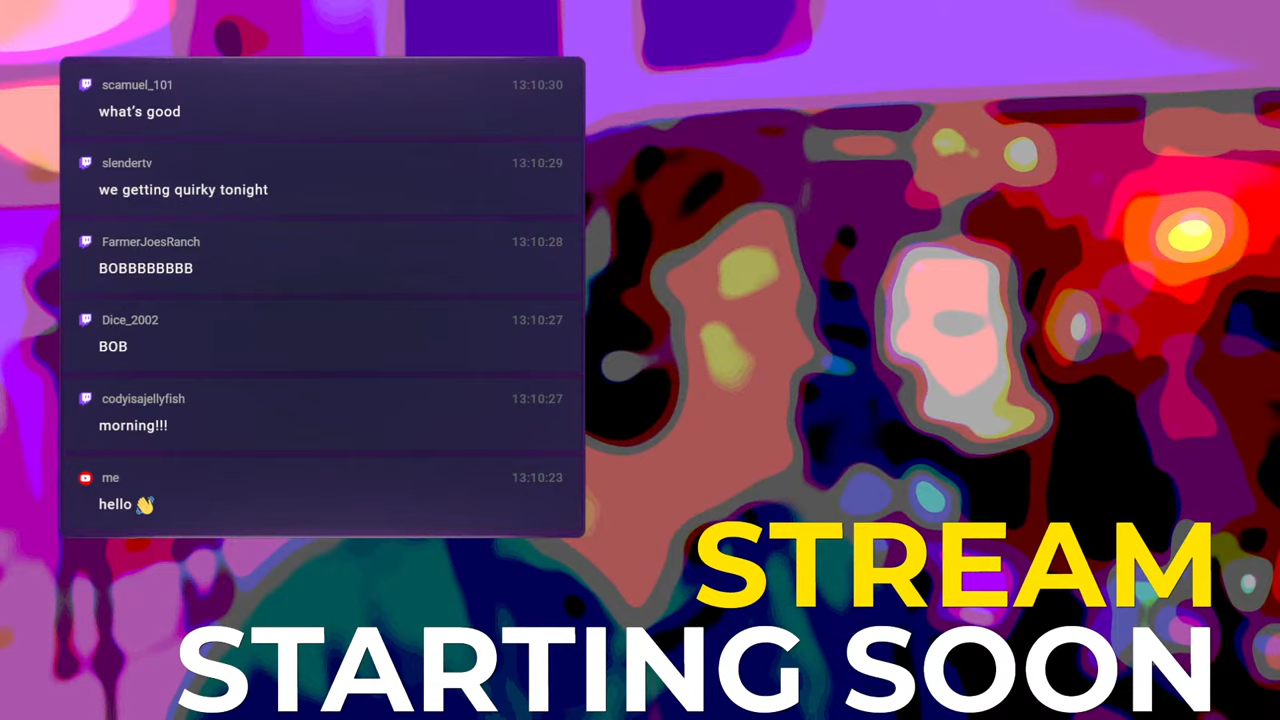 scamuel_101 13:10:30
what's good
slendertv 13:10:29
we getting quirky tonight
FarmerJoesRanch 13:10:28
BOBBBBBBBB
Dice_2002 13:10:27
BOB
codyisajellyfish 13:10:27
morning!!!
me 13:10:23
hello 👋
STREAM
STARTING SOON